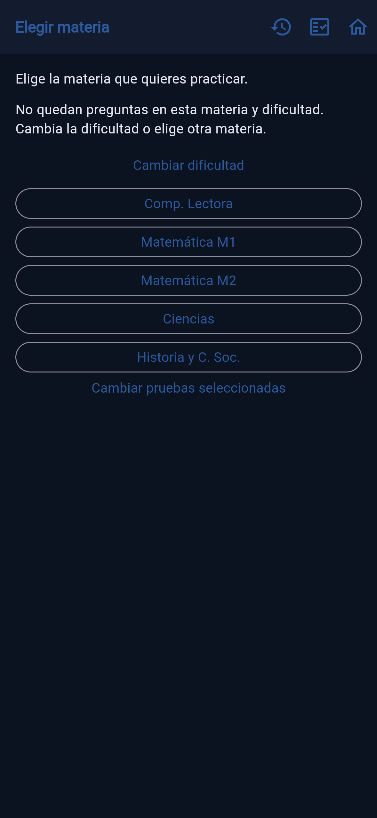 Elegir materia
Elige la materia que quieres practicar.
No quedan preguntas en esta materia y dificultad.
Cambia la dificultad o elige otra materia.
Cambiar dificultad
Comp. Lectora
Matemática M1
Matemática M2
Ciencias
Historia y C. Soc.
Cambiar pruebas seleccionadas